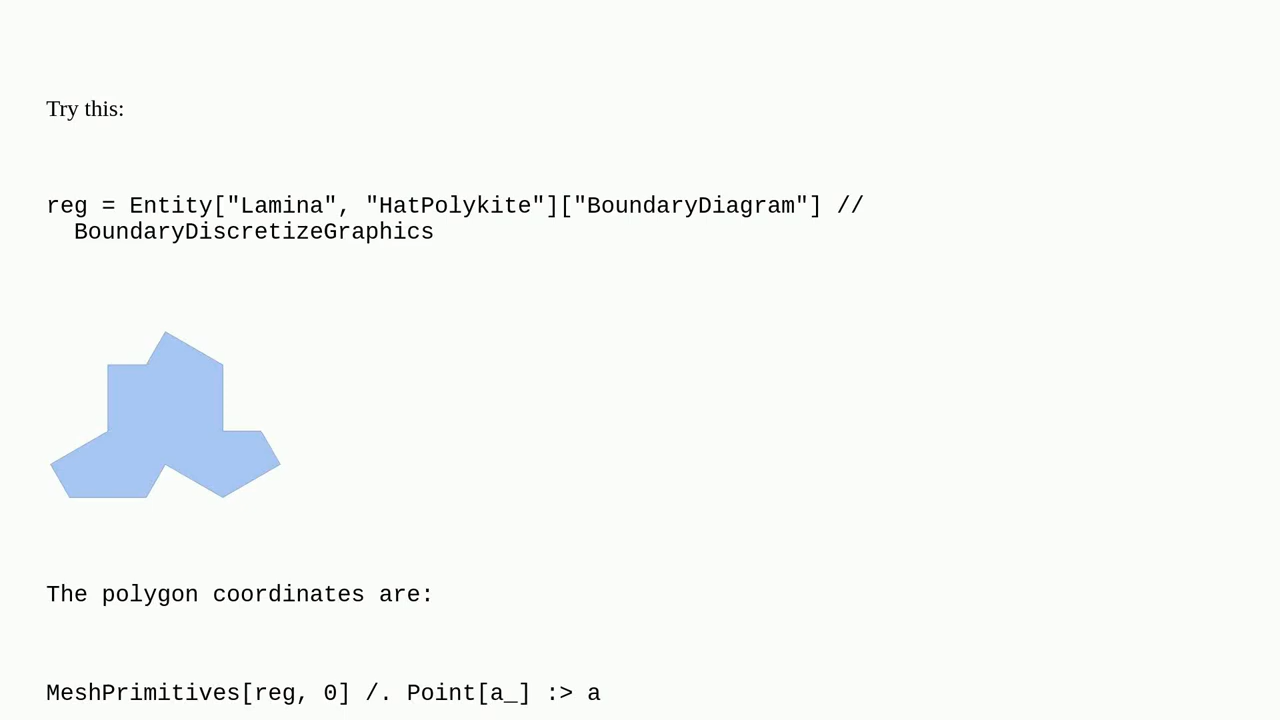 Try this:
reg = Entity["Lamina", "HatPolykite"]["BoundaryDiagram"] //
BoundaryDiscretizeGraphics
The polygon coordinates are:
MeshPrimitives[reg, 0] /. Point[a_] :> a